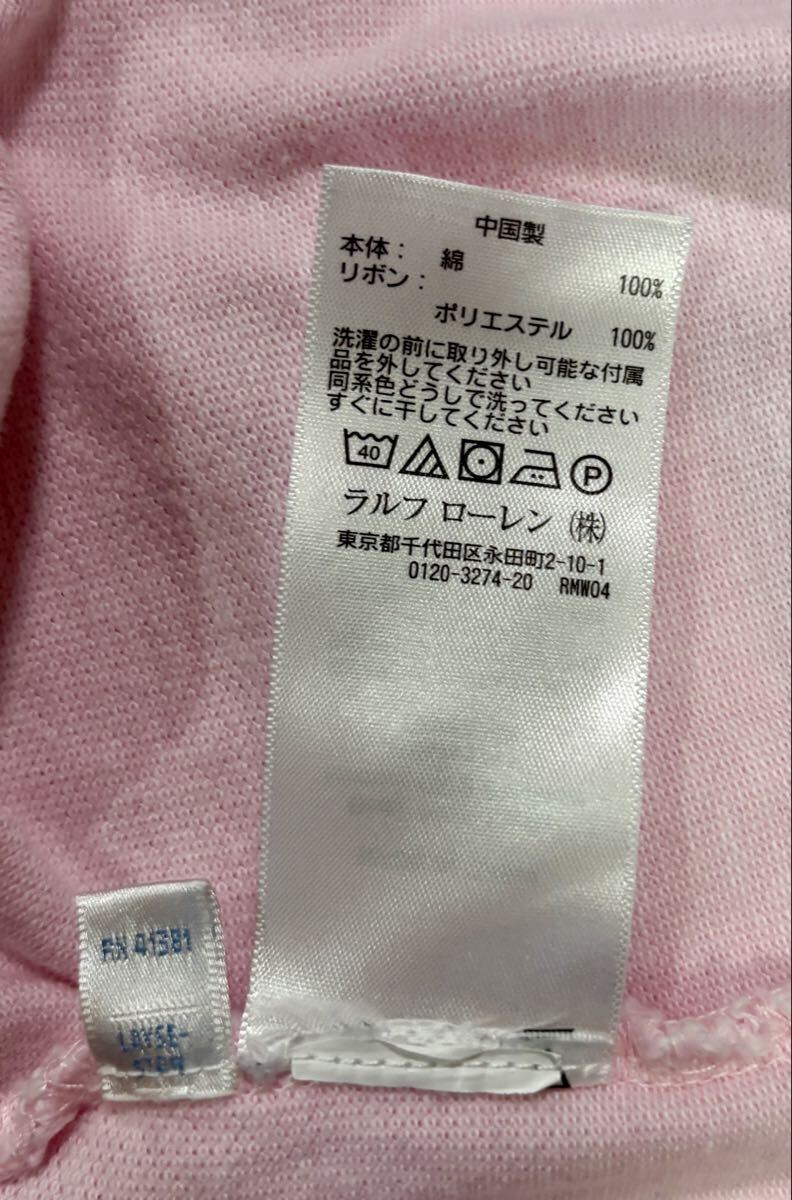 中国製
本体： 綿 100%
リボン：
ポリエステル 100%
洗濯の前に取り外し可能な付属
品を外してください
同系色どうしで洗ってください
すぐに干してください
40 P
ラルフ ローレン (株)
東京都千代田区永田町2-10-1
0120-3274-20 RMW04
RN 41381